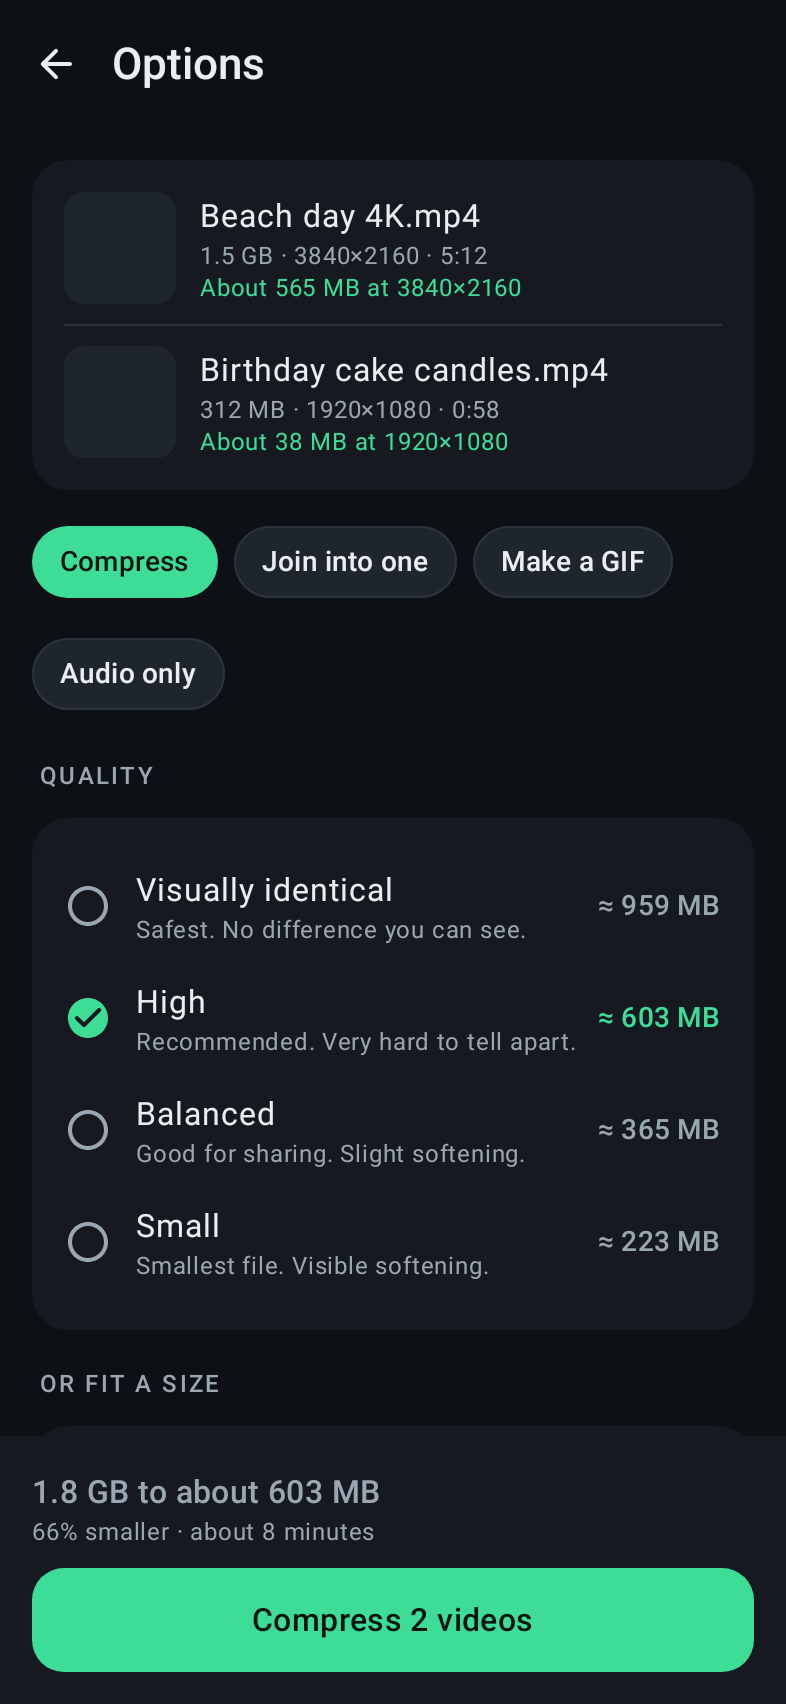 Options
Beach day 4K.mp4
1.5 GB · 3840×2160 · 5:12
About 565 MB at 3840×2160
Birthday cake candles.mp4
312 MB · 1920×1080 · 0:58
About 38 MB at 1920×1080
Compress
Join into one
Make a GIF
Audio only
QUALITY
Visually identical
≈ 959 MB
Safest. No difference you can see.
High
≈ 603 MB
Recommended. Very hard to tell apart.
Balanced
≈ 365 MB
Good for sharing. Slight softening.
Small
≈ 223 MB
Smallest file. Visible softening.
OR FIT A SIZE
1.8 GB to about 603 MB
66% smaller · about 8 minutes
Compress 2 videos